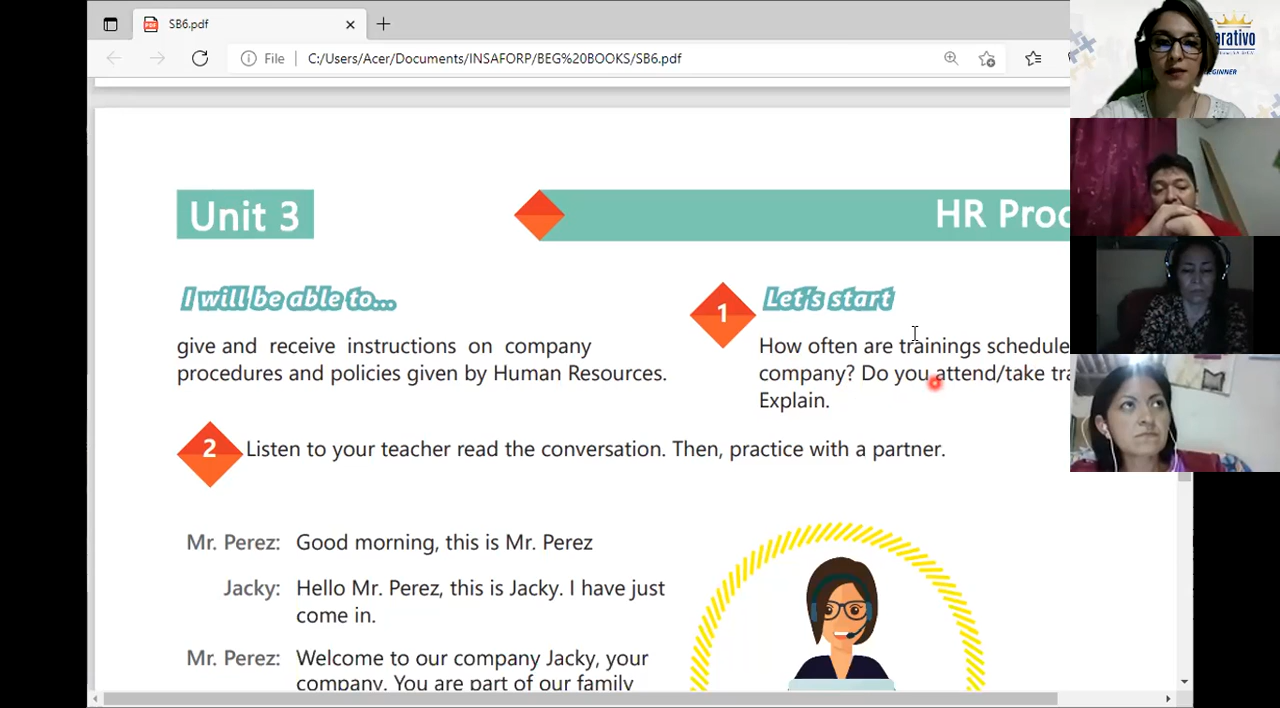 SB6.pdf
File
C:/Users/Acer/Documents/INSAFORP/BEG%20BOOKS/SB6.pdf
Unit 3
HR
I will be able to...
give and receive instructions on company
procedures and policies given by Human Resources.
1
Let's start
How often are trainings
company? Do you attend/take
Explain.
2
Listen to your teacher read the conversation. Then, practice with a partner.
Mr. Perez: Good morning, this is Mr. Perez
Jacky: Hello Mr. Perez, this is Jacky. I have just
come in.
Mr. Perez: Welcome to our company Jacky, your
company. You are part of our family